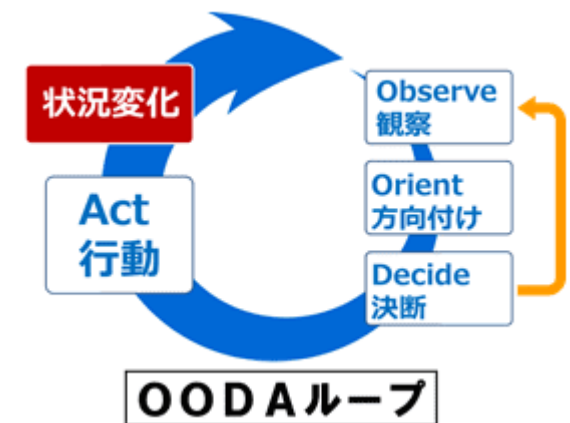 状況変化
Observe
観察
Orient
方向付け
Decide
決断
Act
行動
OODAループ